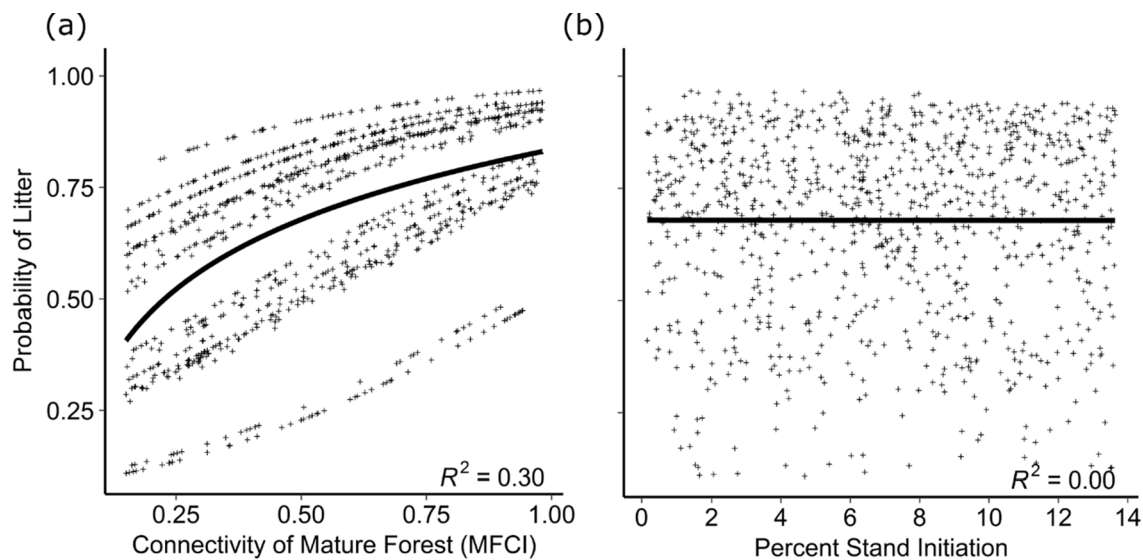 (a)
(b)
Probability of Litter
1.00
0.75
0.50
0.25
R² = 0.30
R² = 0.00
0.25 0.50 0.75 1.00
0 2 4 6 8 10 12 14
Connectivity of Mature Forest (MFCI)
Percent Stand Initiation